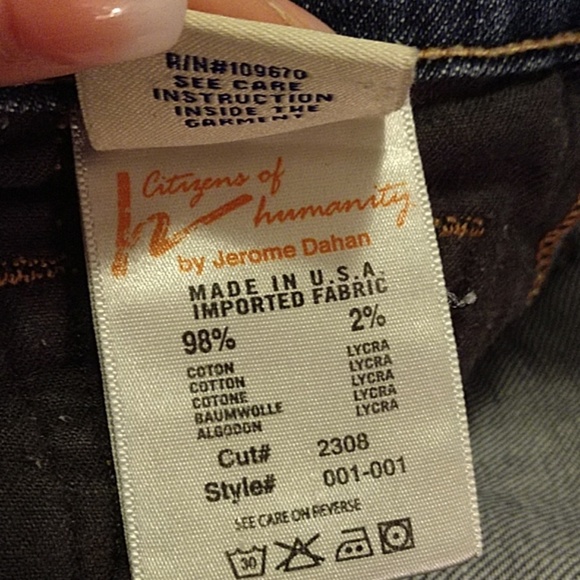 R/N#109670
SEE CARE
INSTRUCTION
INSIDE THE
GARMENT
Citizens of
humanity
by Jerome Dahan
MADE IN U.S.A.
IMPORTED FABRIC
98% 2%
COTON LYCRA
COTTON LYCRA
COTONE LYCRA
BAUMWOLLE LYCRA
ALGODON LYCRA
Cut# 2308
Style# 001-001
SEE CARE ON REVERSE
30